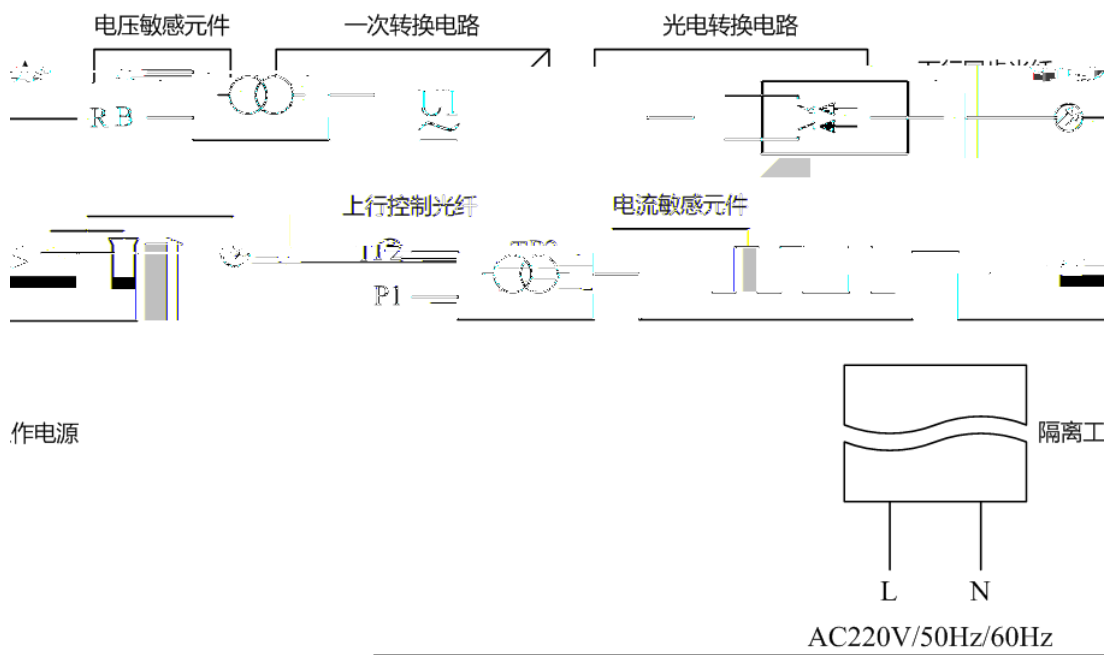 电压敏感元件 一次转换电路 光电转换电路
R B U1
上行控制光纤 电流敏感元件
P1
作电源 隔离工
L N
AC220V/50Hz/60Hz